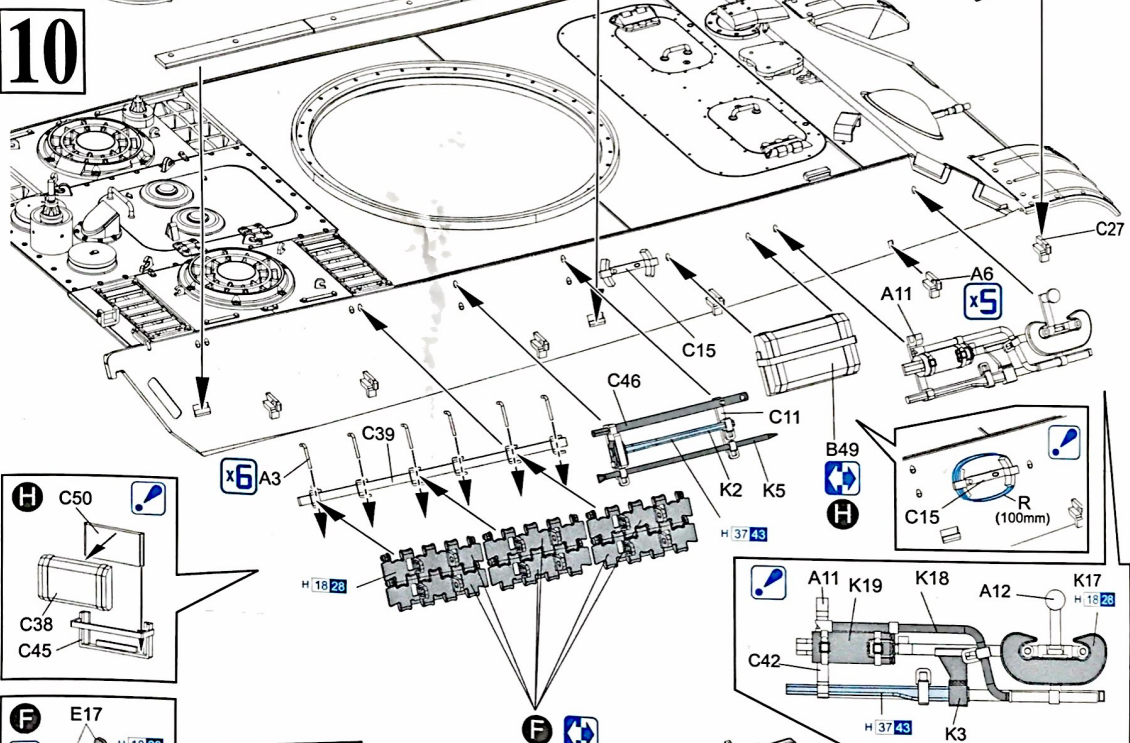 10
C27
A6
x5
A11
C15
C46
C11
C39
B49
x6 A3
H
K2
K5
H 37 43
H 18 28
C15
R
(100mm)
H
C50
C38
C45
A11
K19
K18
A12
K17
H 18 28
C42
H 37 43
K3
F
E17
F